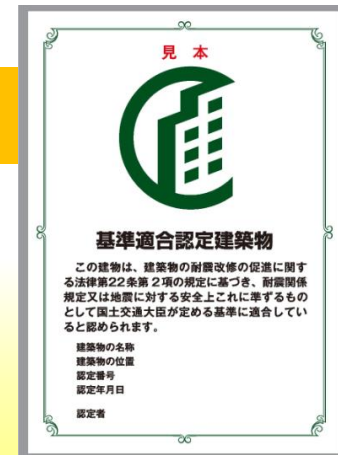 見 本
基準適合認定建築物
この建物は、建築物の耐震改修の促進に関す
る法律第22条第2項の規定に基づき、耐震関係
規定又は地震に対する安全上これに準ずるもの
として国土交通大臣が定める基準に適合してい
ると認められます。
建築物の名称
建築物の位置
認定番号
認定年月日
認定者